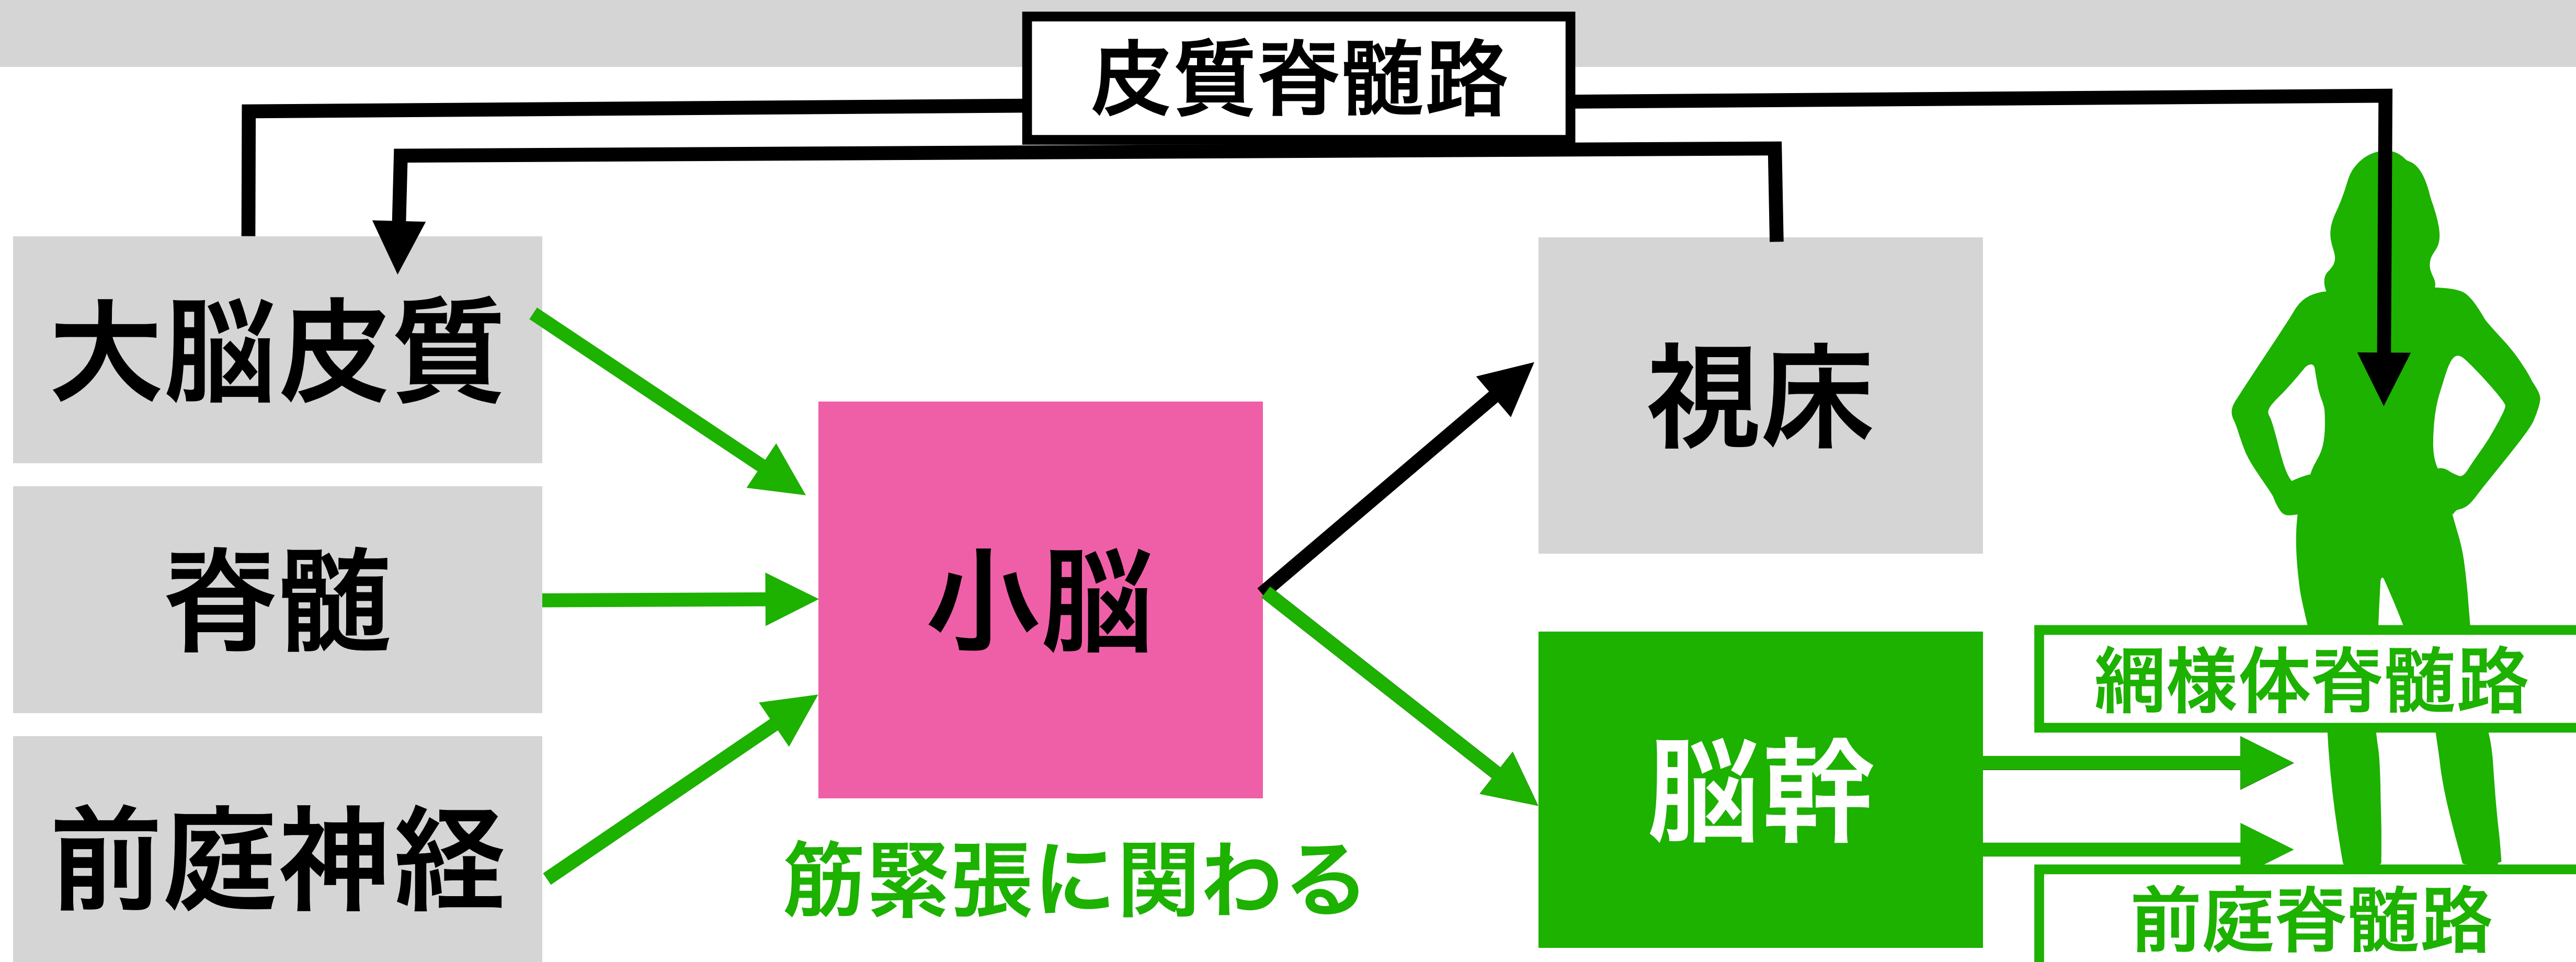 皮質脊髄路
大脳皮質
視床
脊髄
小脳
網様体脊髄路
脳幹
前庭神経
筋緊張に関わる
前庭脊髄路